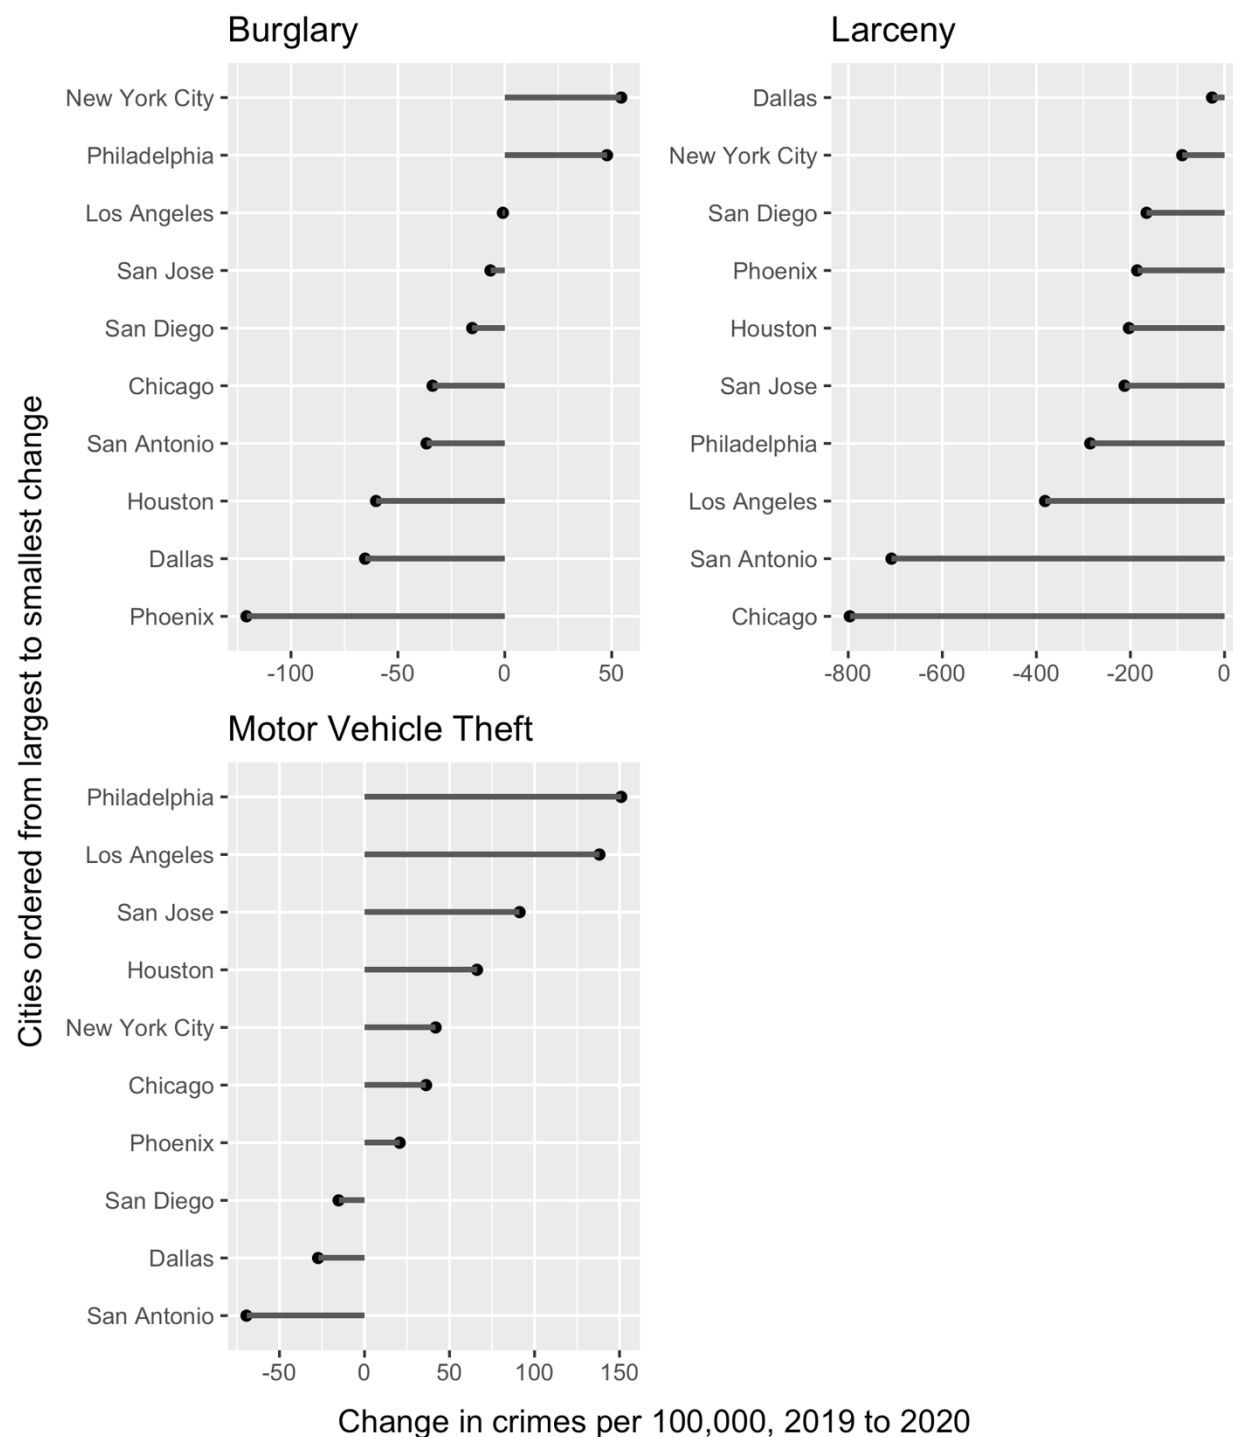 Burglary
New York City
Philadelphia
Los Angeles
San Jose
San Diego
Chicago
San Antonio
Houston
Dallas
Phoenix
-100 -50 0 50
Larceny
Dallas
New York City
San Diego
Phoenix
Houston
San Jose
Philadelphia
Los Angeles
San Antonio
Chicago
-800 -600 -400 -200 0
Motor Vehicle Theft
Philadelphia
Los Angeles
San Jose
Houston
New York City
Chicago
Phoenix
San Diego
Dallas
San Antonio
-50 0 50 100 150
Cities ordered from largest to smallest change
Change in crimes per 100,000, 2019 to 2020